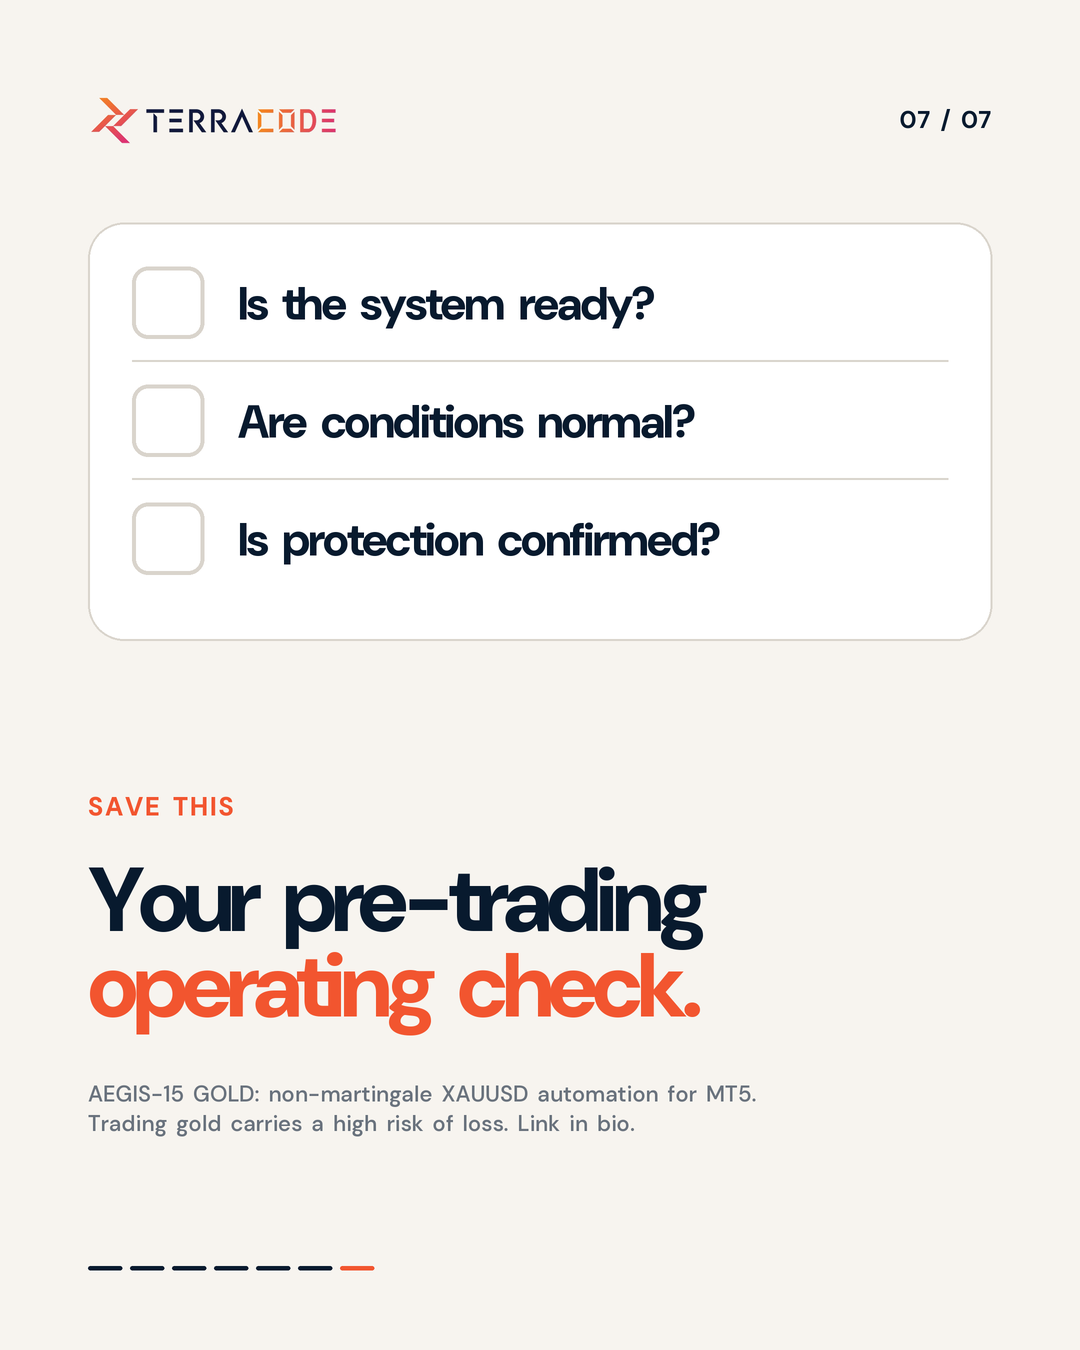 TERRACODE
07 / 07
Is the system ready?
Are conditions normal?
Is protection confirmed?
SAVE THIS
Your pre-trading
operating check.
AEGIS-15 GOLD: non-martingale XAUUSD automation for MT5.
Trading gold carries a high risk of loss. Link in bio.